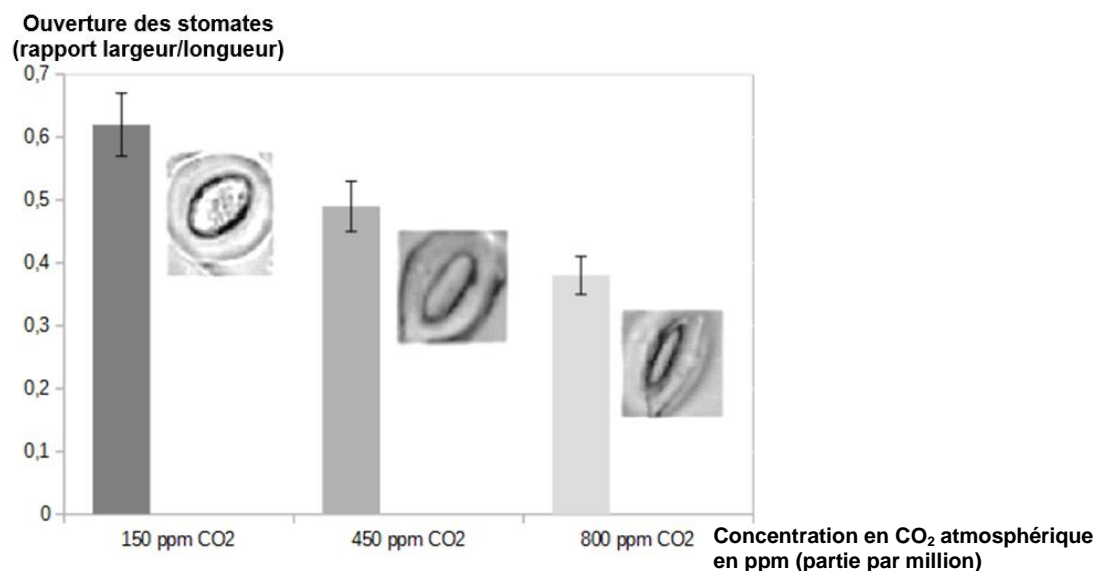 Ouverture des stomates
(rapport largeur/longueur)
0,7
0,6
0,5
0,4
0,3
0,2
0,1
0
150 ppm CO2
450 ppm CO2
800 ppm CO2
Concentration en CO₂ atmosphérique
en ppm (partie par million)